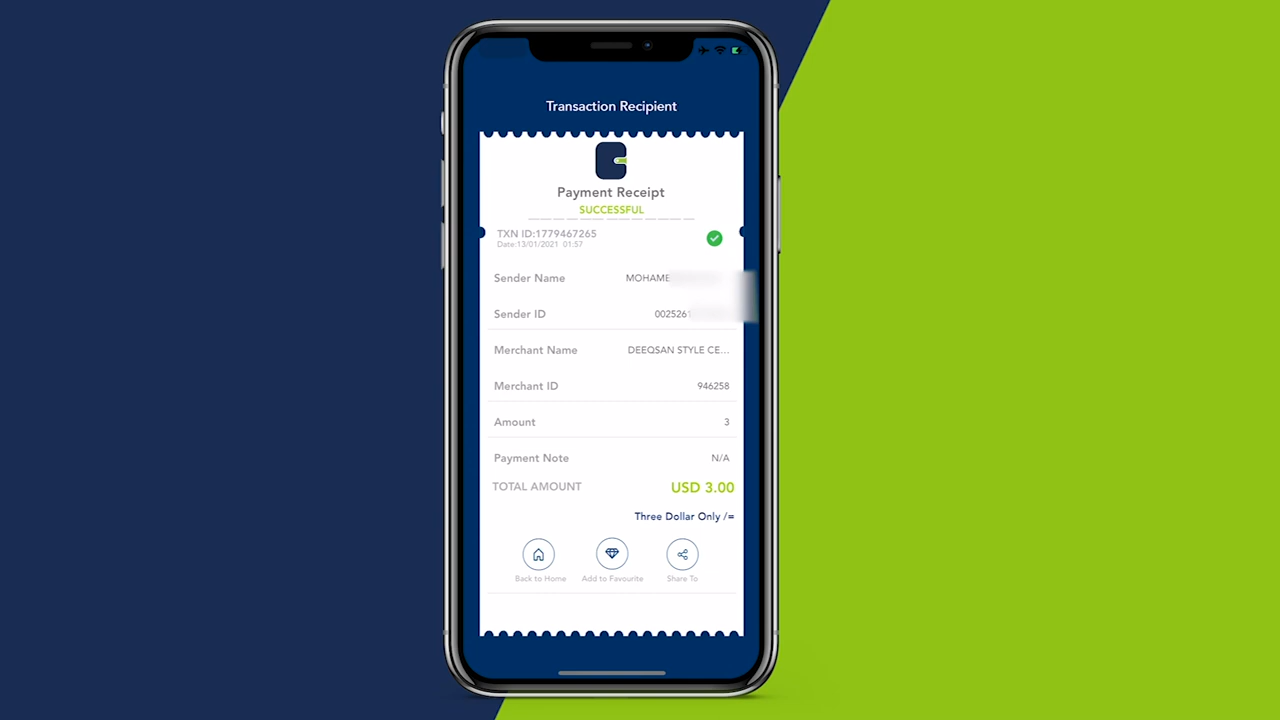 Transaction Recipient
Payment Receipt
SUCCESSFUL
TXN ID:1779467265
Date:13/01/2021 01:57
Sender Name MOHAME
Sender ID 0025261
Merchant Name DEEQSAN STYLE CE...
Merchant ID 946258
Amount 3
Payment Note N/A
TOTAL AMOUNT USD 3.00
Three Dollar Only /=
Back to Home Add to Favourite Share To